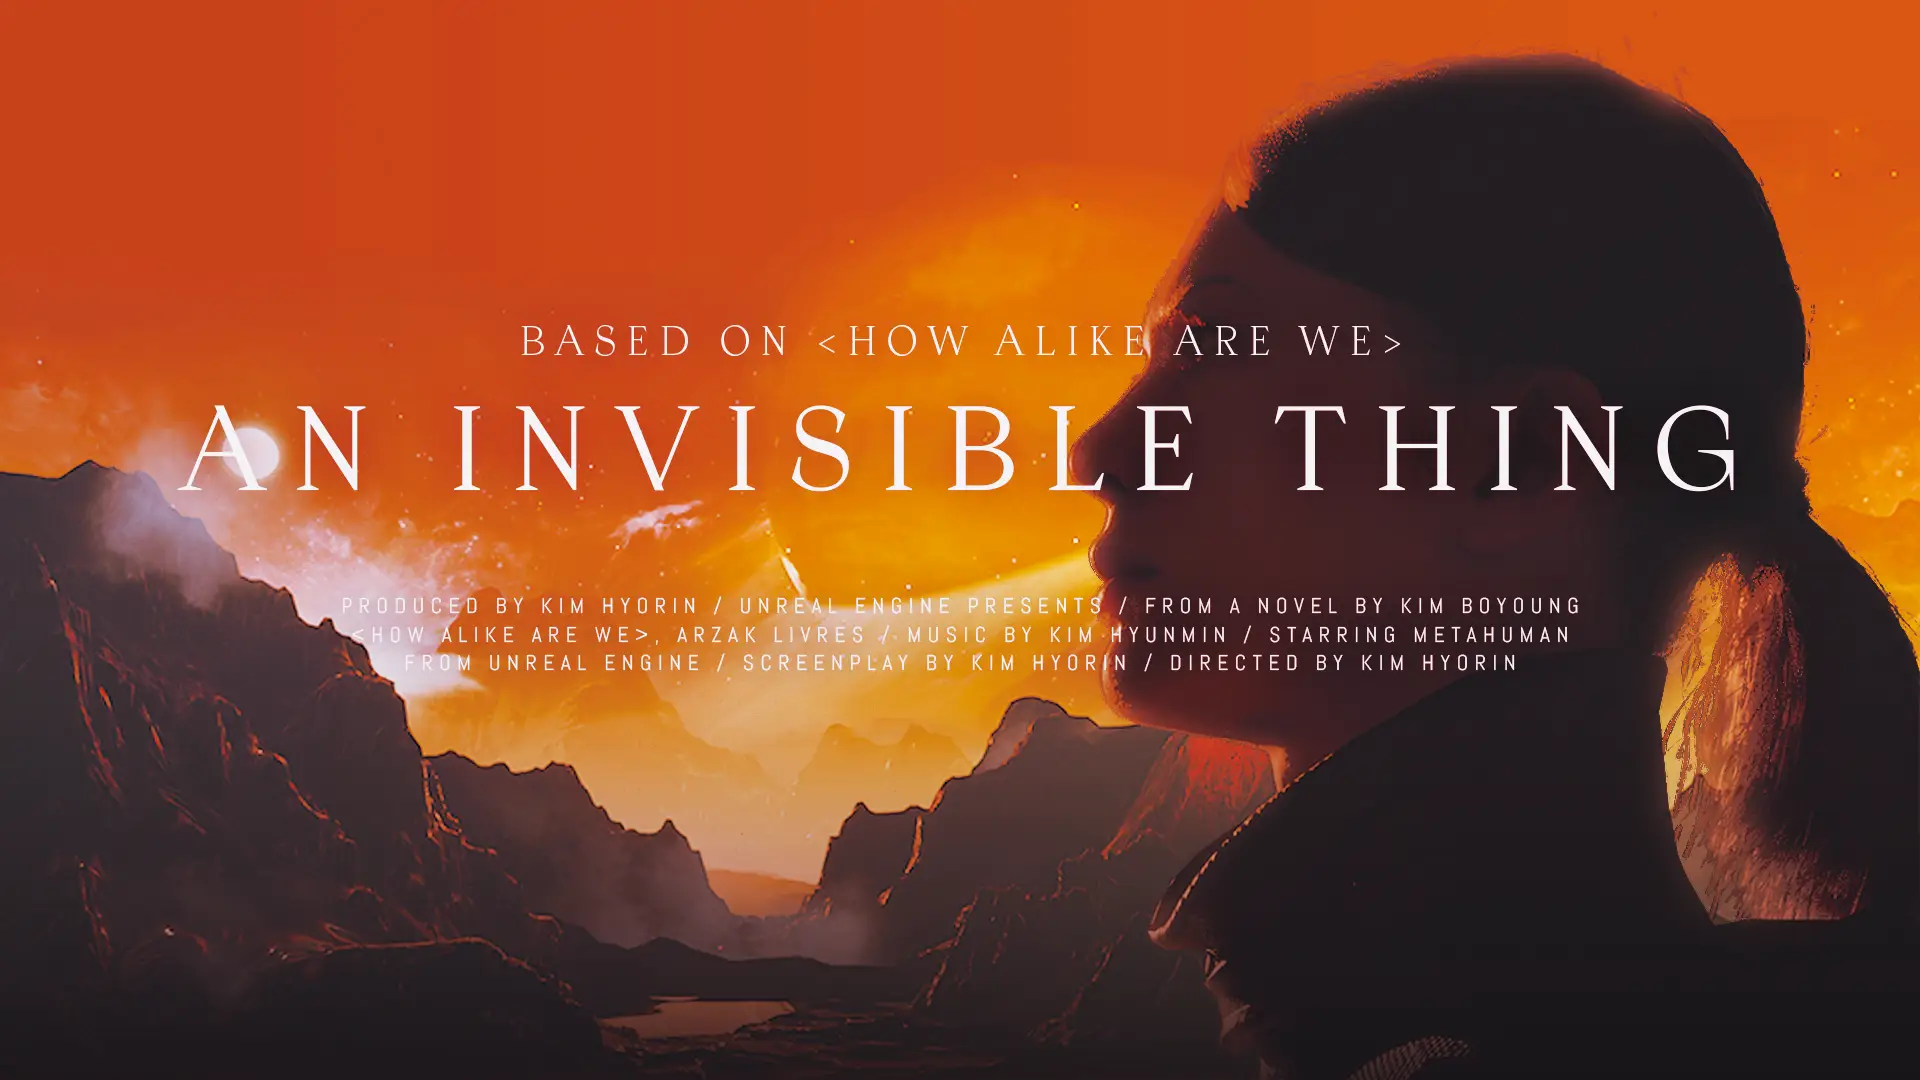 BASED ON <HOW ALIKE ARE WE>
AN INVISIBLE THING
PRODUCED BY KIM HYORIN / UNREAL ENGINE PRESENTS / FROM A NOVEL BY KIM BOYOUNG
<HOW ALIKE ARE WE>, ARZAK LIVRES / MUSIC BY KIM HYUNMIN / STARRING METAHUMAN
FROM UNREAL ENGINE / SCREENPLAY BY KIM HYORIN / DIRECTED BY KIM HYORIN